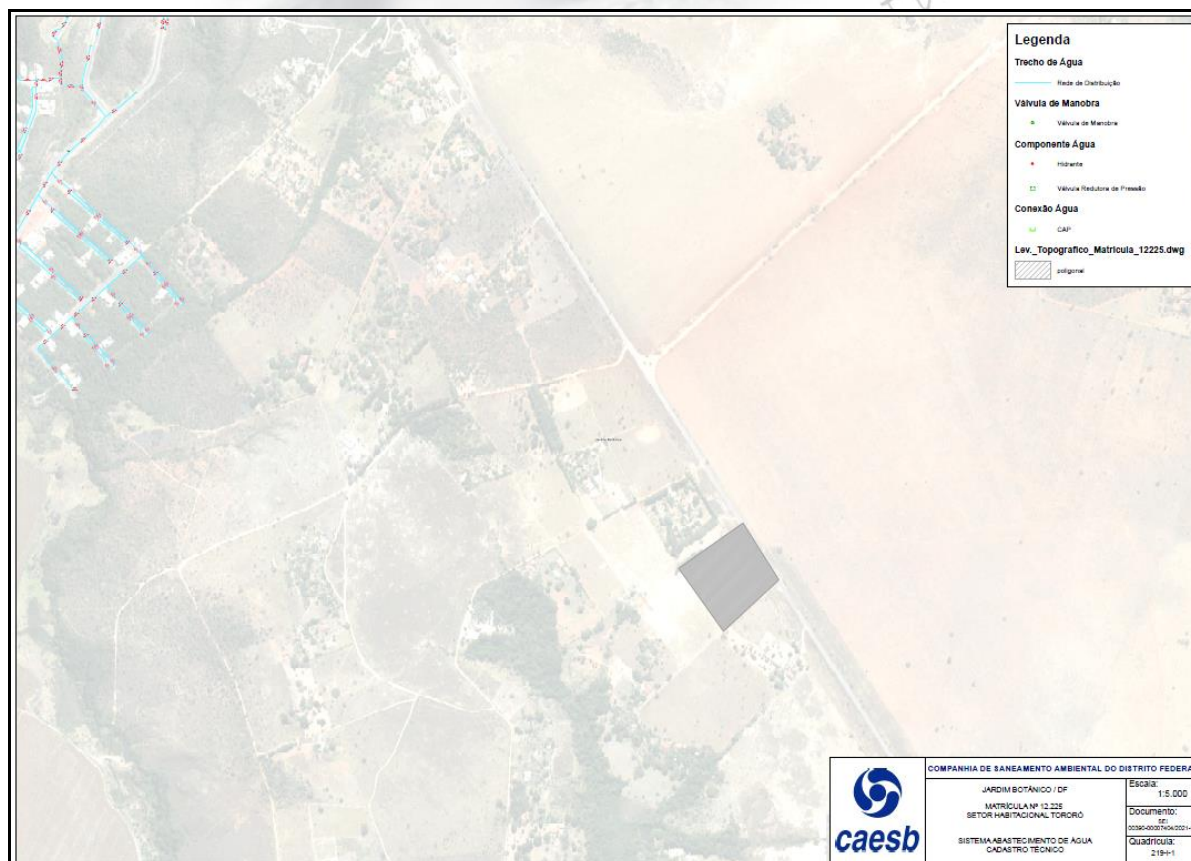 Legenda
Trecho de Água
Rede de Distribuição
Válvula de Manobra
Válvula de Manobra
Componente Água
Hidrante
Válvula Redutora de Pressão
Conexão Água
CAP
Lev._Topografico_Matricula_12225.dwg
poligonal
caesb
COMPANHIA DE SANEAMENTO AMBIENTAL DO DISTRITO FEDERA
JARDIM BOTÂNICO / DF
MATRÍCULA Nº 12.225
SETOR HABITACIONAL TORORÓ
SISTEMA ABASTECIMENTO DE ÁGUA
CADASTRO TÉCNICO
Escala:
1:5.000
Documento:
SEI
Quadrícula:
219-I-1